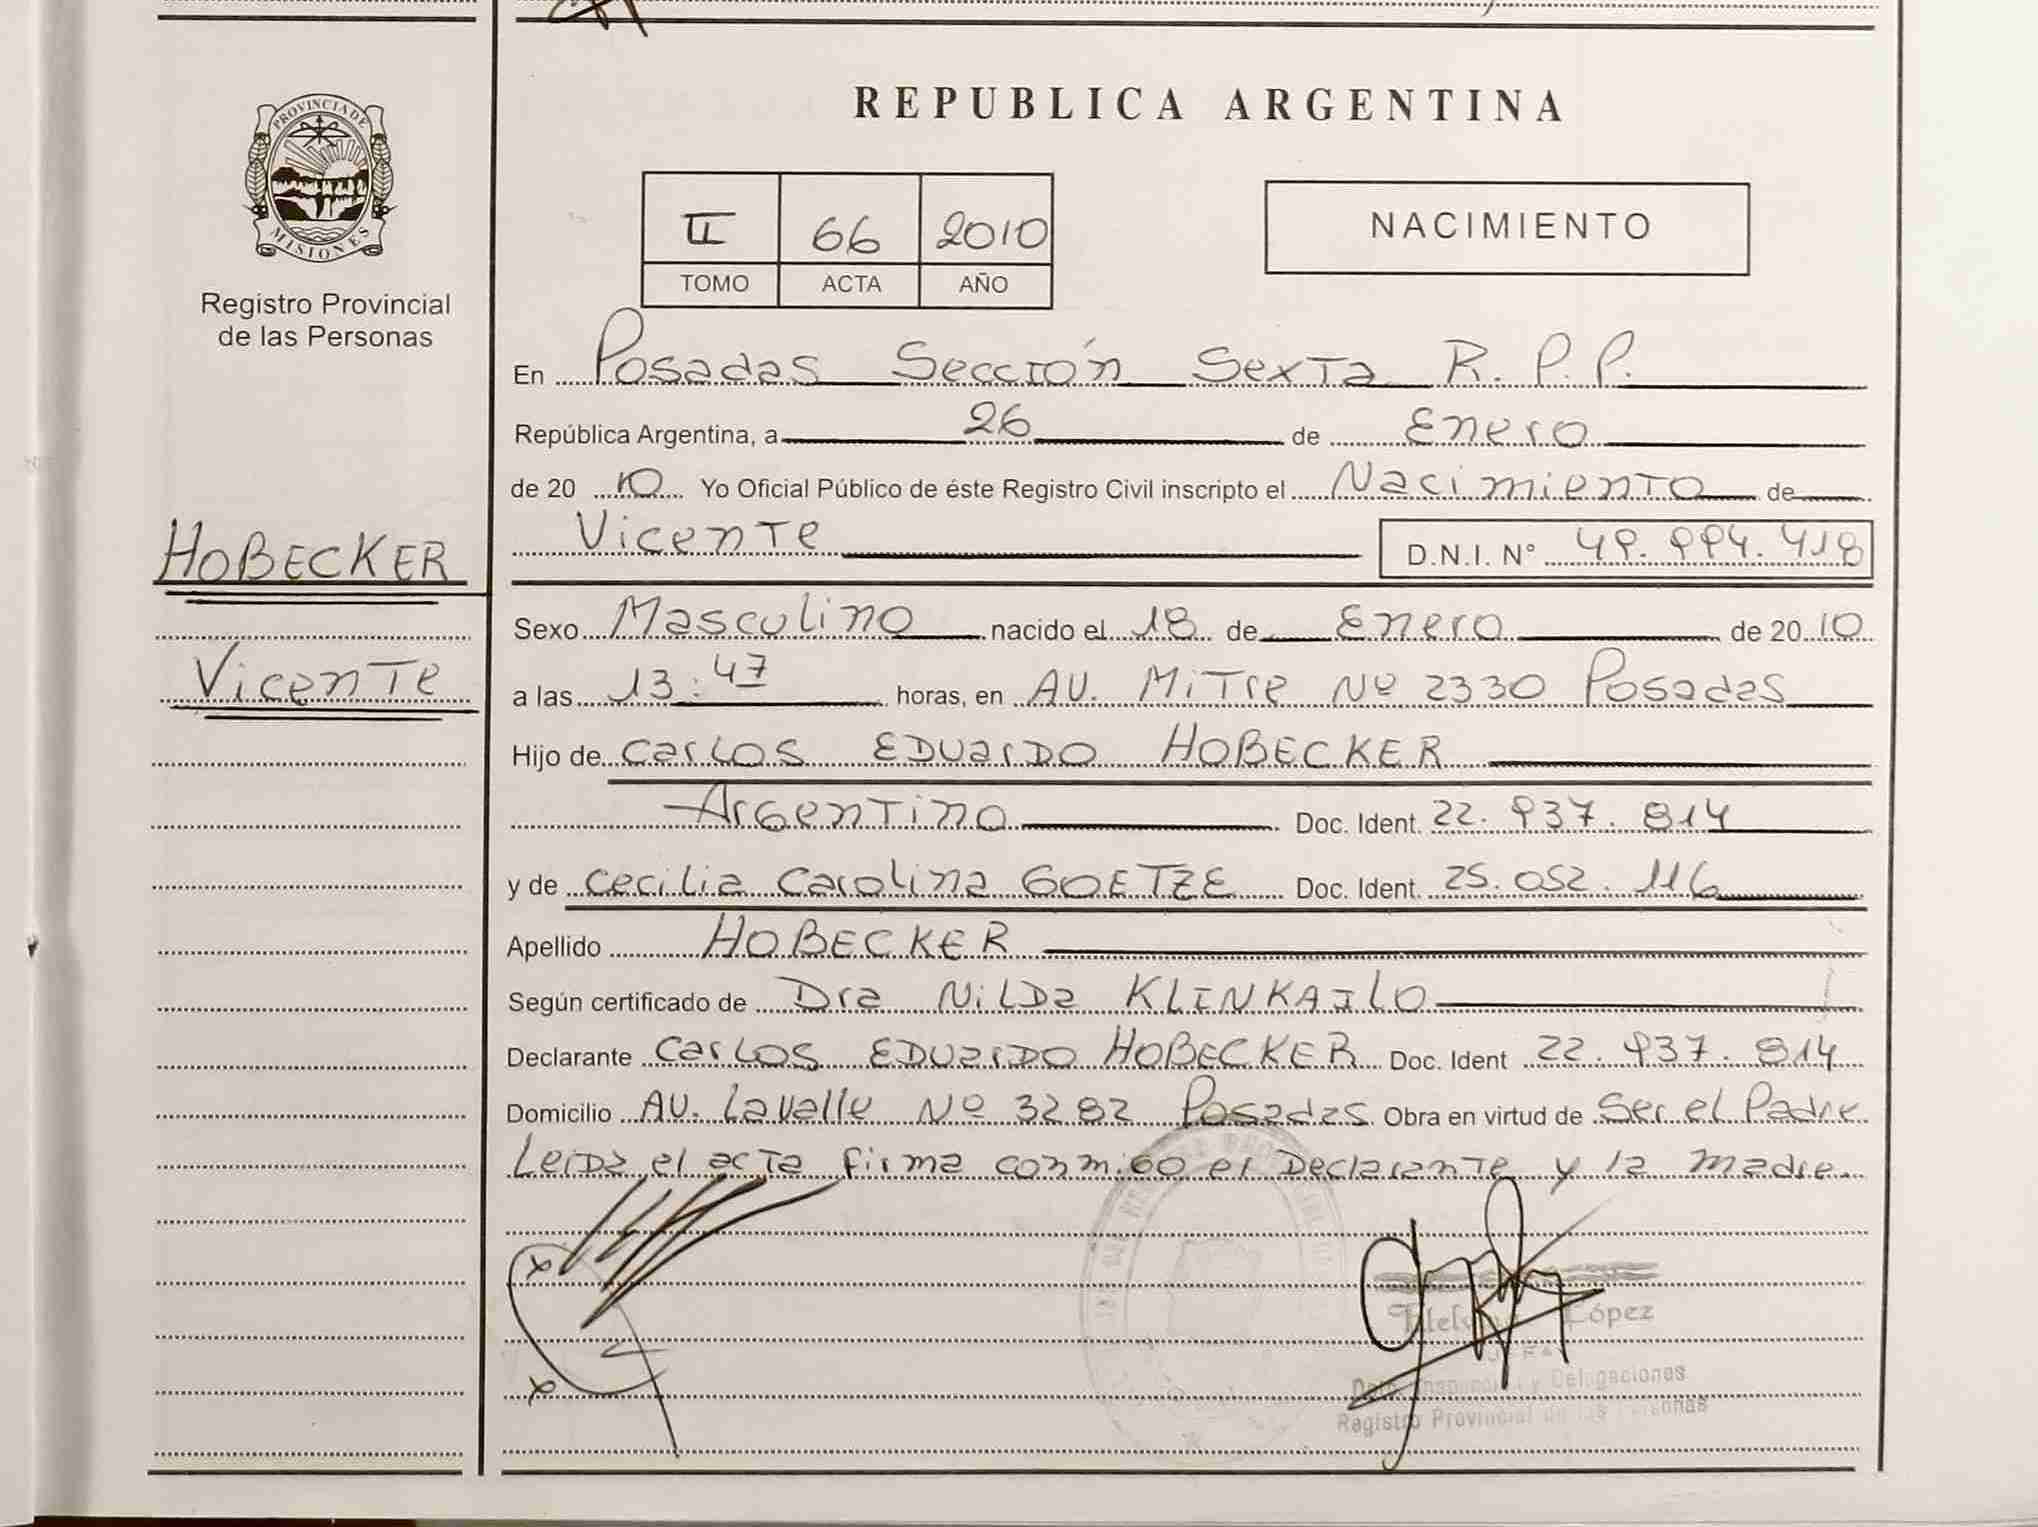 REPUBLICA ARGENTINA
PROVINCIA DE
MISIONES
Registro Provincial
de las Personas
II 66 2010
TOMO ACTA AÑO
NACIMIENTO
En Posadas Sección Sexta R. P. P.
República Argentina, a 26 de Enero
de 20 10 Yo Oficial Público de éste Registro Civil inscripto el Nacimiento de
Vicente D.N.I. Nº 49.994.418
HOBECKER
Vicente
Sexo Masculino nacido el 18 de Enero de 20 10
a las 13:47 horas, en AV. Mitre Nº 2330 Posadas
Hijo de Carlos Eduardo HOBECKER
Argentino Doc. Ident. 22.937.814
y de Cecilia Carolina GOETZE Doc. Ident. 25.052.116
Apellido HOBECKER
Según certificado de Dra Nilda KLINKAILO
Declarante Carlos Eduardo HOBECKER Doc. Ident 22.937.814
Domicilio AV. Lavalle Nº 3282 Posadas Obra en virtud de Ser el Padre
Leida el acta firma conmigo el Declarante y la madre.
López
Registro Provincial de las Personas